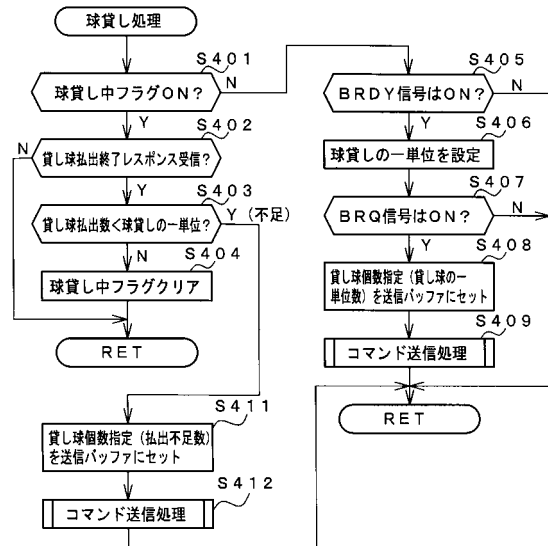 球貸し処理
S401
球貸し中フラグON?
N
Y
S402
N
貸し球払出終了レスポンス受信?
Y
S403
貸し球払出数<球貸しの一単位?
Y(不足)
N
S404
球貸し中フラグクリア
RET
S411
貸し球個数指定(払出不足数)
を送信バッファにセット
S412
コマンド送信処理
S405
BRDY信号はON?
N
Y
S406
球貸しの一単位を設定
S407
BRQ信号はON?
N
Y
S408
貸し球個数指定(貸し球の一
単位数)を送信バッファにセット
S409
コマンド送信処理
RET